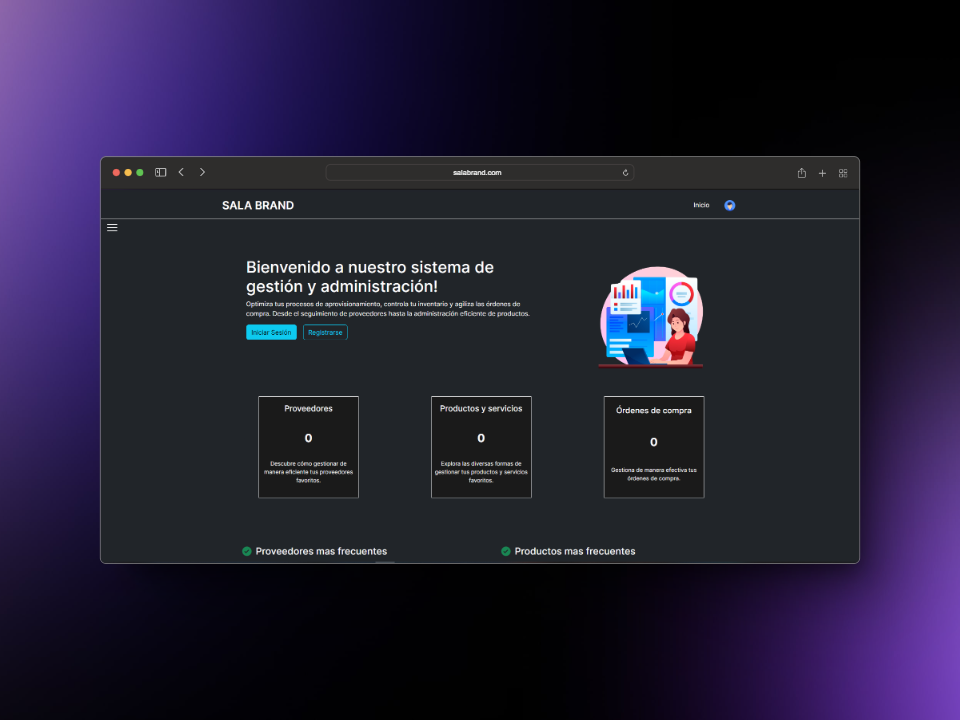 salabrand.com
SALA BRAND
Inicio
Bienvenido a nuestro sistema de
gestión y administración!
Optimiza tus procesos de aprovisionamiento, controla tu inventario y agiliza las órdenes de
compra. Desde el seguimiento de proveedores hasta la administración eficiente de productos.
Iniciar Sesión
Registrarse
Proveedores
0
Descubre cómo gestionar de
manera eficiente tus proveedores
favoritos.
Productos y servicios
0
Explora las diversas formas de
gestionar tus productos y servicios
favoritos.
Órdenes de compra
0
Gestiona de manera efectiva tus
órdenes de compra.
Proveedores mas frecuentes
Productos mas frecuentes